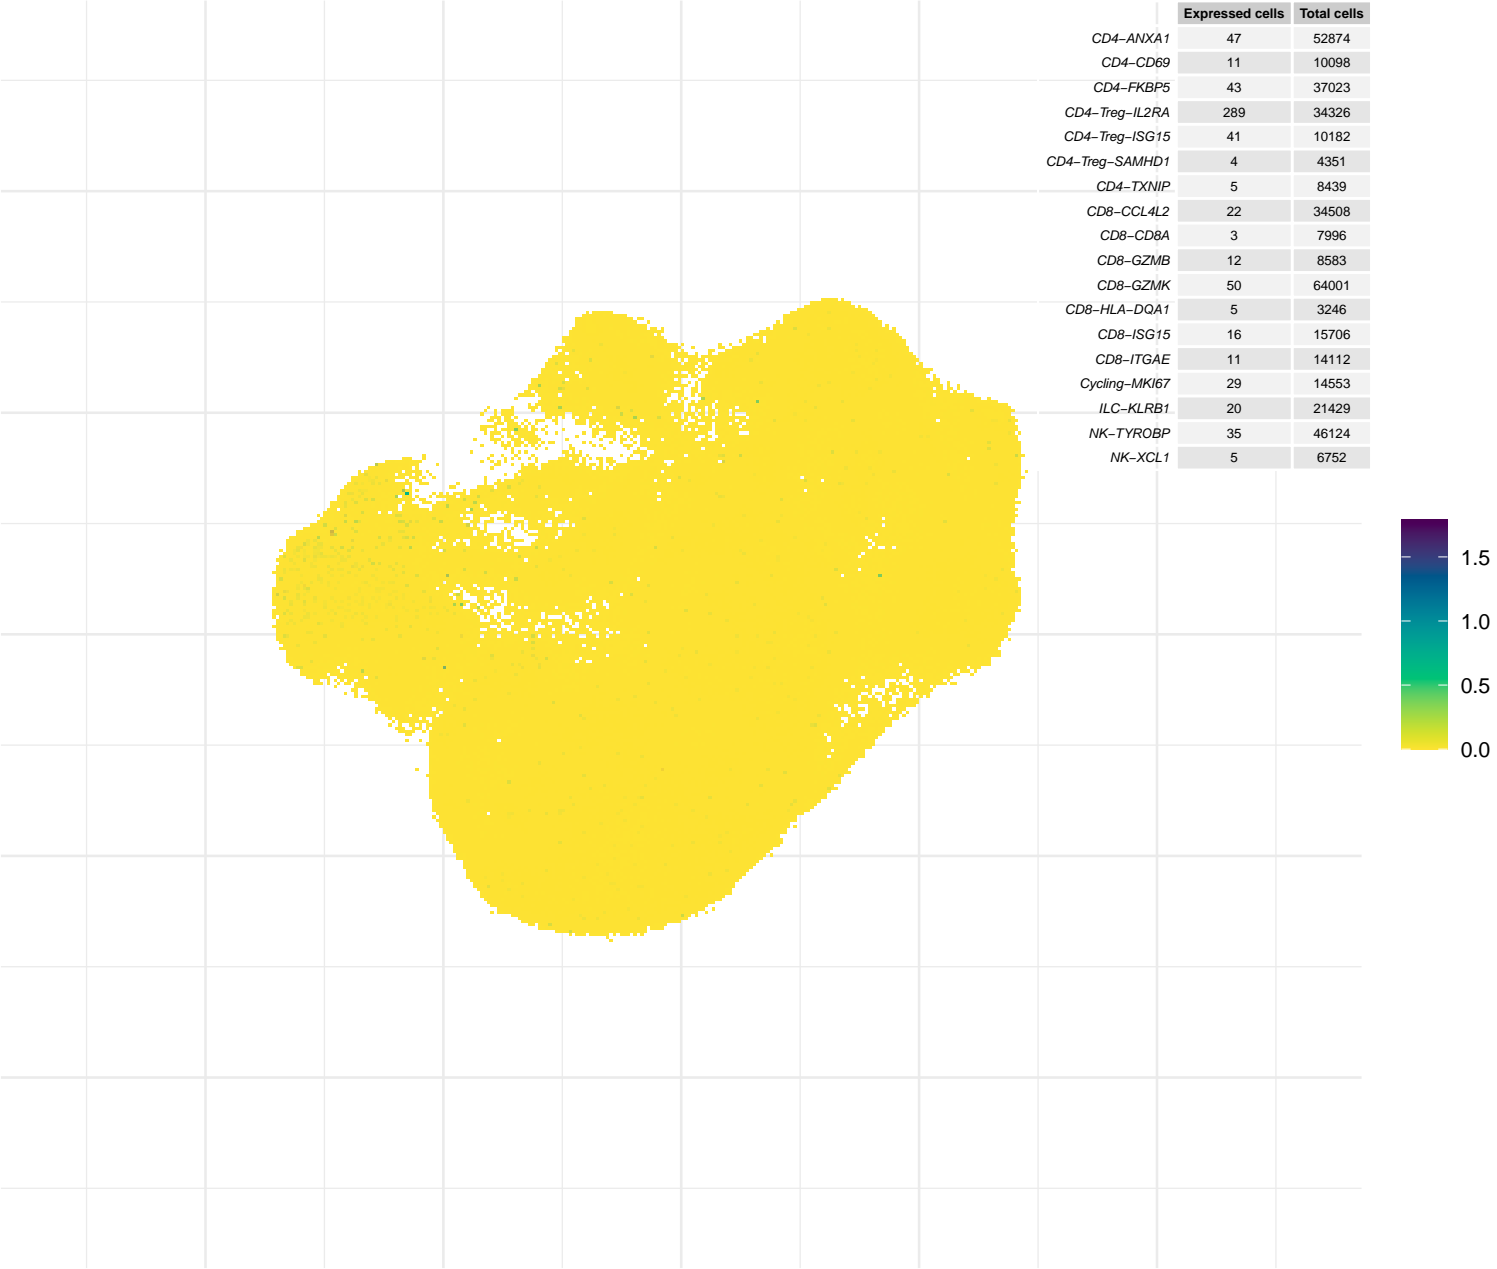 Expressed cells Total cells
CD4−ANXA1 47 52874
CD4−CD69 11 10098
CD4−FKBP5 43 37023
CD4−Treg−IL2RA 289 34326
CD4−Treg−ISG15 41 10182
CD4−Treg−SAMHD1 4 4351
CD4−TXNIP 5 8439
CD8−CCL4L2 22 34508
CD8−CD8A 3 7996
CD8−GZMB 12 8583
CD8−GZMK 50 64001
CD8−HLA−DQA1 5 3246
CD8−ISG15 16 15706
CD8−ITGAE 11 14112
Cycling−MKI67 29 14553
ILC−KLRB1 20 21429
NK−TYROBP 35 46124
NK−XCL1 5 6752
1.5
1.0
0.5
0.0